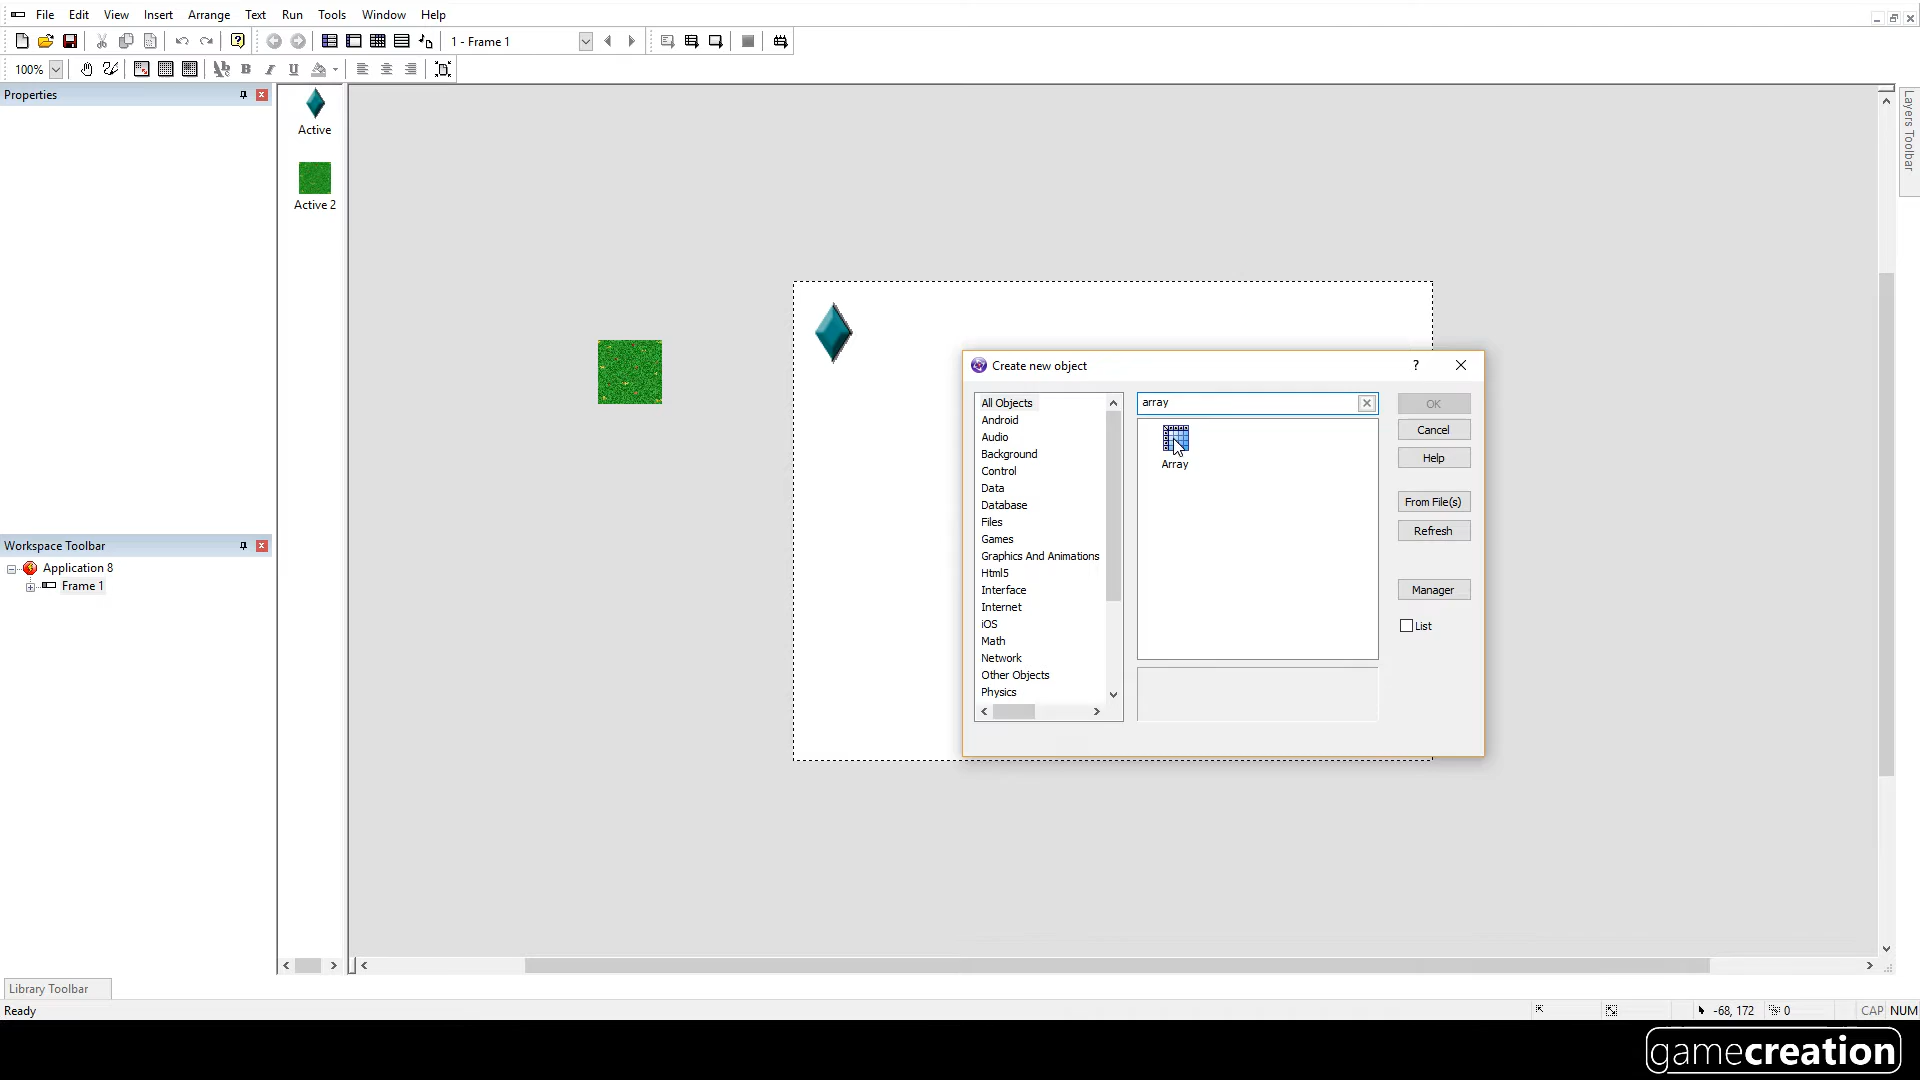 File Edit View Insert Arrange Text Run Tools Window Help
1 - Frame 1
100%
Properties
Active
Active 2
Layers Toolbar
Create new object
All Objects
Android
Audio
Background
Control
Data
Database
Files
Games
Graphics And Animations
Html5
Interface
Internet
iOS
Math
Network
Other Objects
Physics
array
Array
OK
Cancel
Help
From File(s)
Refresh
Manager
List
Workspace Toolbar
Application 8
Frame 1
Library Toolbar
Ready
-68, 172
0
CAP NUM
gamecreation